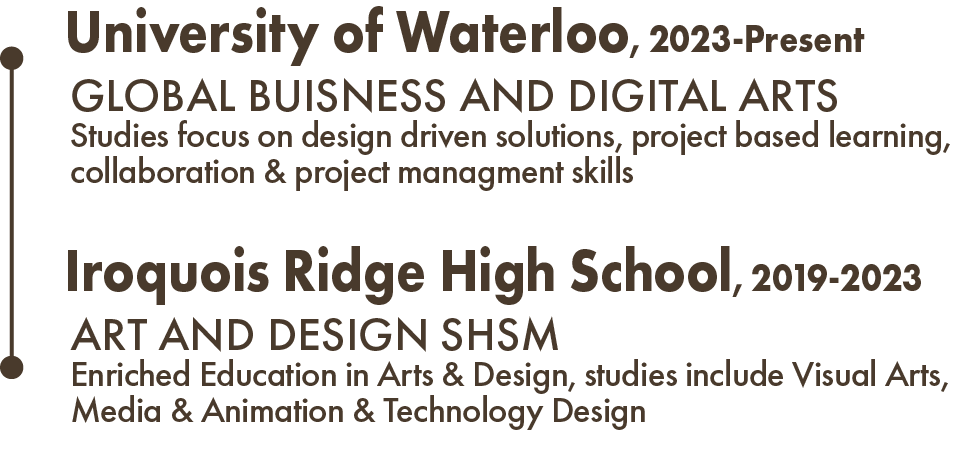 University of Waterloo, 2023-Present
GLOBAL BUISNESS AND DIGITAL ARTS
Studies focus on design driven solutions, project based learning,
collaboration & project managment skills
Iroquois Ridge High School, 2019-2023
ART AND DESIGN SHSM
Enriched Education in Arts & Design, studies include Visual Arts,
Media & Animation & Technology Design